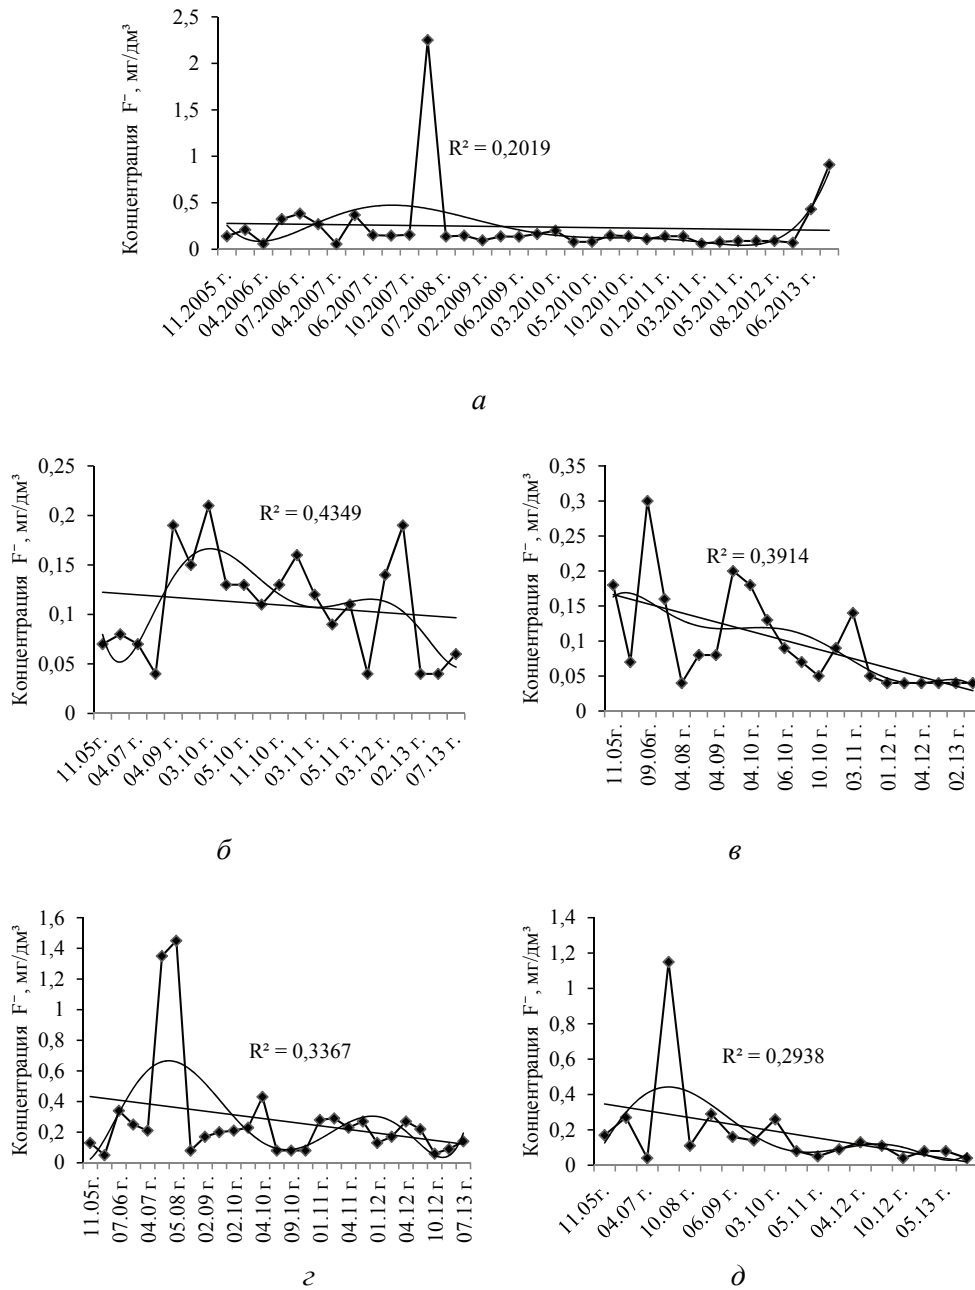 Концентрация F⁻, мг/дм³
2,5
2
1,5
1
0,5
0
R² = 0,2019
11.2005 г.
04.2006 г.
07.2006 г.
04.2007 г.
06.2007 г.
10.2007 г.
07.2008 г.
02.2009 г.
06.2009 г.
03.2010 г.
05.2010 г.
10.2010 г.
01.2011 г.
03.2011 г.
05.2011 г.
08.2012 г.
06.2013 г.
а
Концентрация F⁻, мг/дм³
0,25
0,2
0,15
0,1
0,05
0
R² = 0,4349
11.05г.
04.07 г.
04.09 г.
03.10 г.
05.10 г.
11.10 г.
03.11 г.
05.11 г.
03.12 г.
02.13 г.
07.13 г.
б
Концентрация F⁻, мг/дм³
0,35
0,3
0,25
0,2
0,15
0,1
0,05
0
R² = 0,3914
11.05г.
09.06г.
04.08 г.
04.09 г.
04.10 г.
06.10 г.
10.10 г.
03.11 г.
01.12 г.
04.12 г.
02.13 г.
в
Концентрация F⁻, мг/дм³
1,6
1,4
1,2
1
0,8
0,6
0,4
0,2
0
R² = 0,3367
11.05г.
07.06 г.
04.07 г.
05.08 г.
02.09 г.
02.10 г.
04.10 г.
09.10 г.
01.11 г.
04.11 г.
01.12 г.
04.12 г.
10.12 г.
07.13 г.
г
Концентрация F⁻, мг/дм³
1,4
1,2
1
0,8
0,6
0,4
0,2
0
R² = 0,2938
11.05г.
04.07 г.
10.08 г.
06.09 г.
03.10 г.
05.11 г.
04.12 г.
10.12 г.
05.13 г.
д